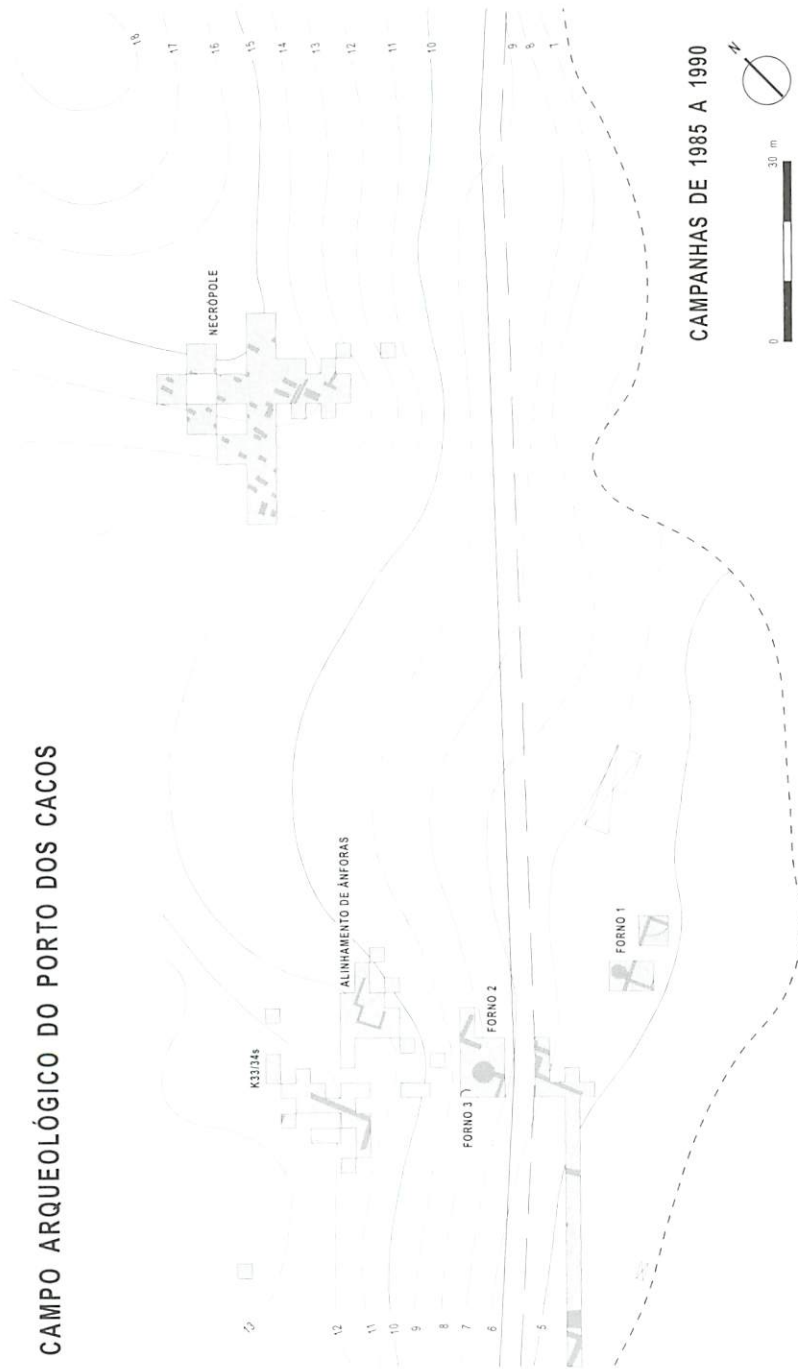 CAMPO ARQUEOLÓGICO DO PORTO DOS CACOS
13
12
11
10
9
8
7
6
5
K33/34s
ALINHAMENTO DE ÂNFORAS
FORNO 3
FORNO 2
FORNO 1
NECRÓPOLE
18
17
16
15
14
13
12
11
10
9
8
7
CAMPANHAS DE 1985 A 1990
0
30 m
N